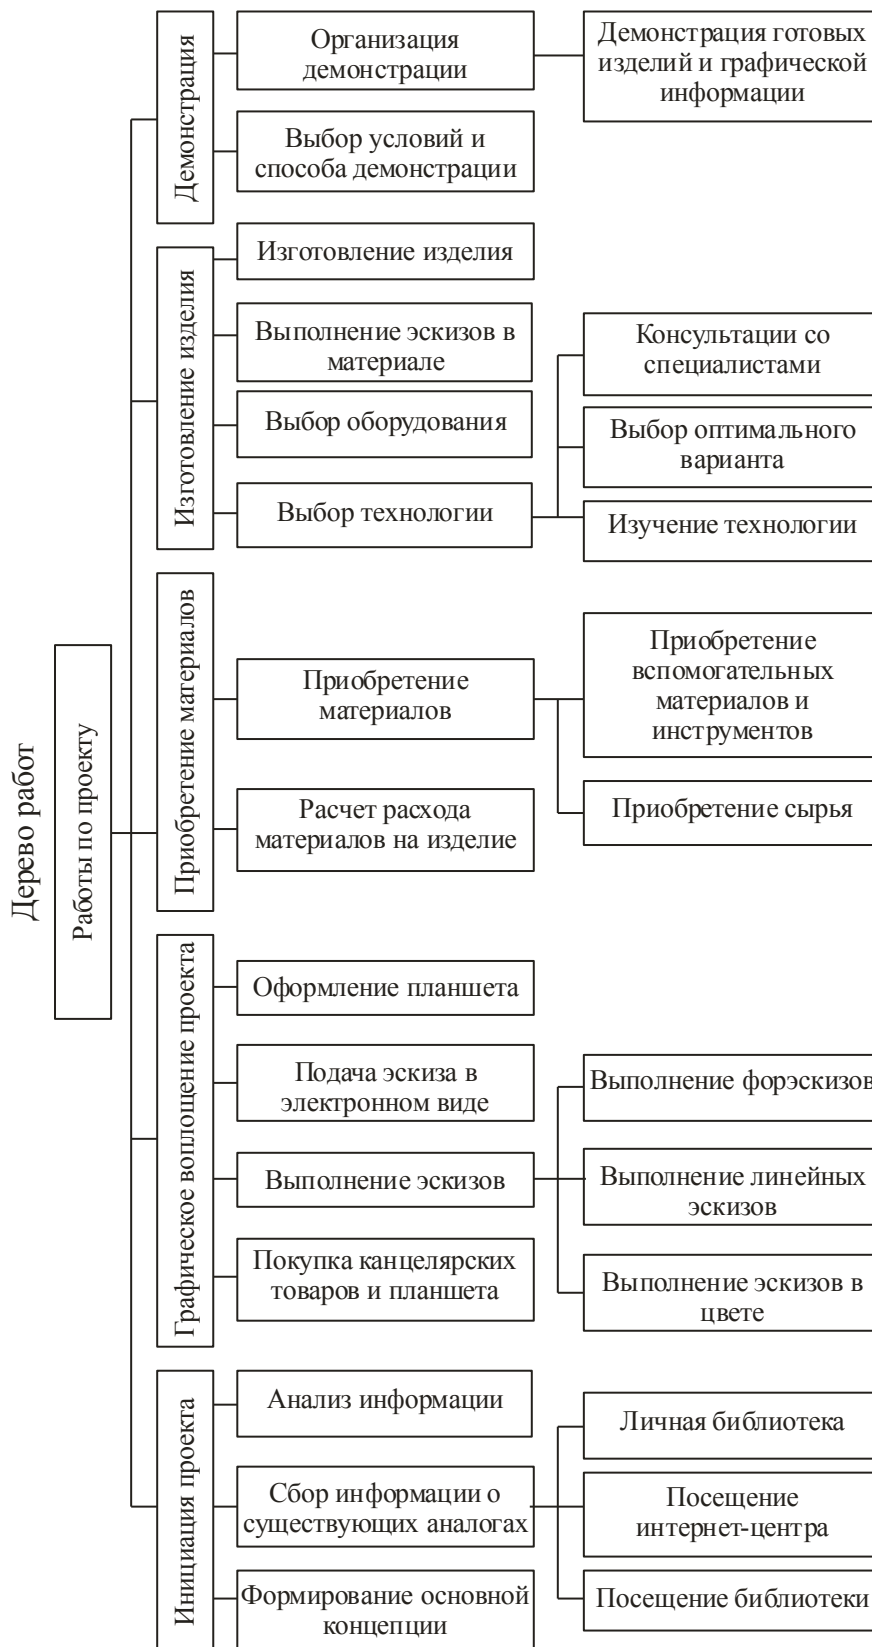 Дерево работ
Работы по проекту
Демонстрация
Организация
демонстрации
Демонстрация готовых
изделий и графической
информации
Выбор условий и
способа демонстрации
Изготовление изделия
Изготовление изделия
Выполнение эскизов в
материале
Выбор оборудования
Выбор технологии
Консультации со
специалистами
Выбор оптимального
варианта
Изучение технологии
Приобретение материалов
Приобретение
материалов
Приобретение
вспомогательных
материалов и
инструментов
Приобретение сырья
Расчет расхода
материалов на изделие
Графическое воплощение проекта
Оформление планшета
Подача эскиза в
электронном виде
Выполнение эскизов
Выполнение форэскизов
Выполнение линейных
эскизов
Выполнение эскизов в
цвете
Покупка канцелярских
товаров и планшета
Инициация проекта
Анализ информации
Сбор информации о
существующих аналогах
Личная библиотека
Посещение
интернет-центра
Посещение библиотеки
Формирование основной
концепции